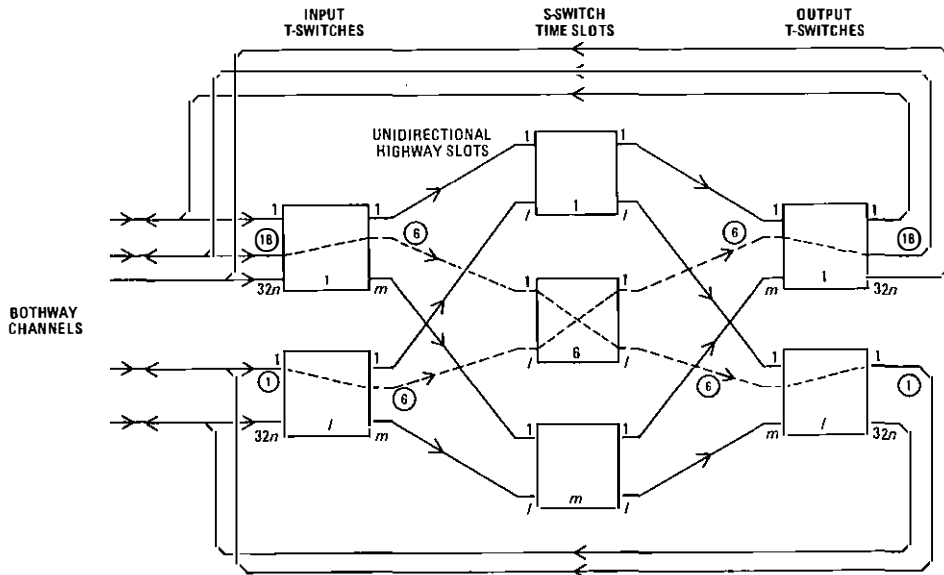 INPUT
T-SWITCHES
S-SWITCH
TIME SLOTS
OUTPUT
T-SWITCHES
UNIDIRECTIONAL
HIGHWAY SLOTS
BOTHWAY
CHANNELS
1
18
32n
1
1
6
m
1
32n
l
1
6
m
1
l
1
1
l
1
l
6
1
l
1
l
m
1
l
6
6
1
m
1
1
18
32n
1
m
l
1
1
32n